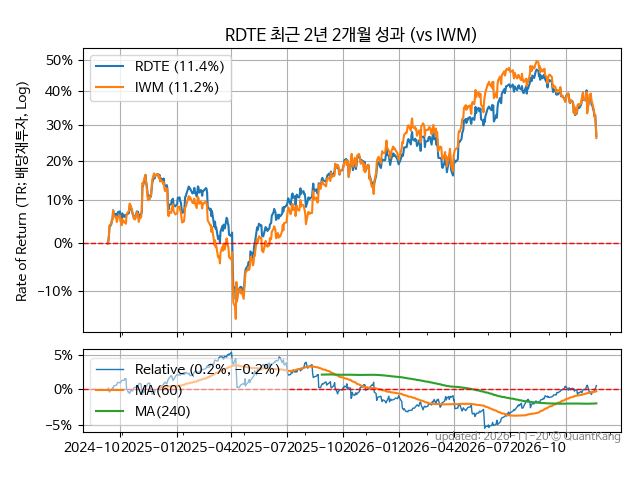 RDTE 최근 2년 2개월 성과 (vs IWM)
Rate of Return (TR: 배당재투자, Log)
50%
40%
30%
20%
10%
0%
−10%
RDTE (11.4%)
IWM (11.2%)
5%
0%
−5%
Relative (0.2%, −0.2%)
MA(60)
MA(240)
2024-10 2025-01 2025-04 2025-07 2025-10 2026-01 2026-04 2026-07 2026-10
updated: 2026-11-20 © QuantKang